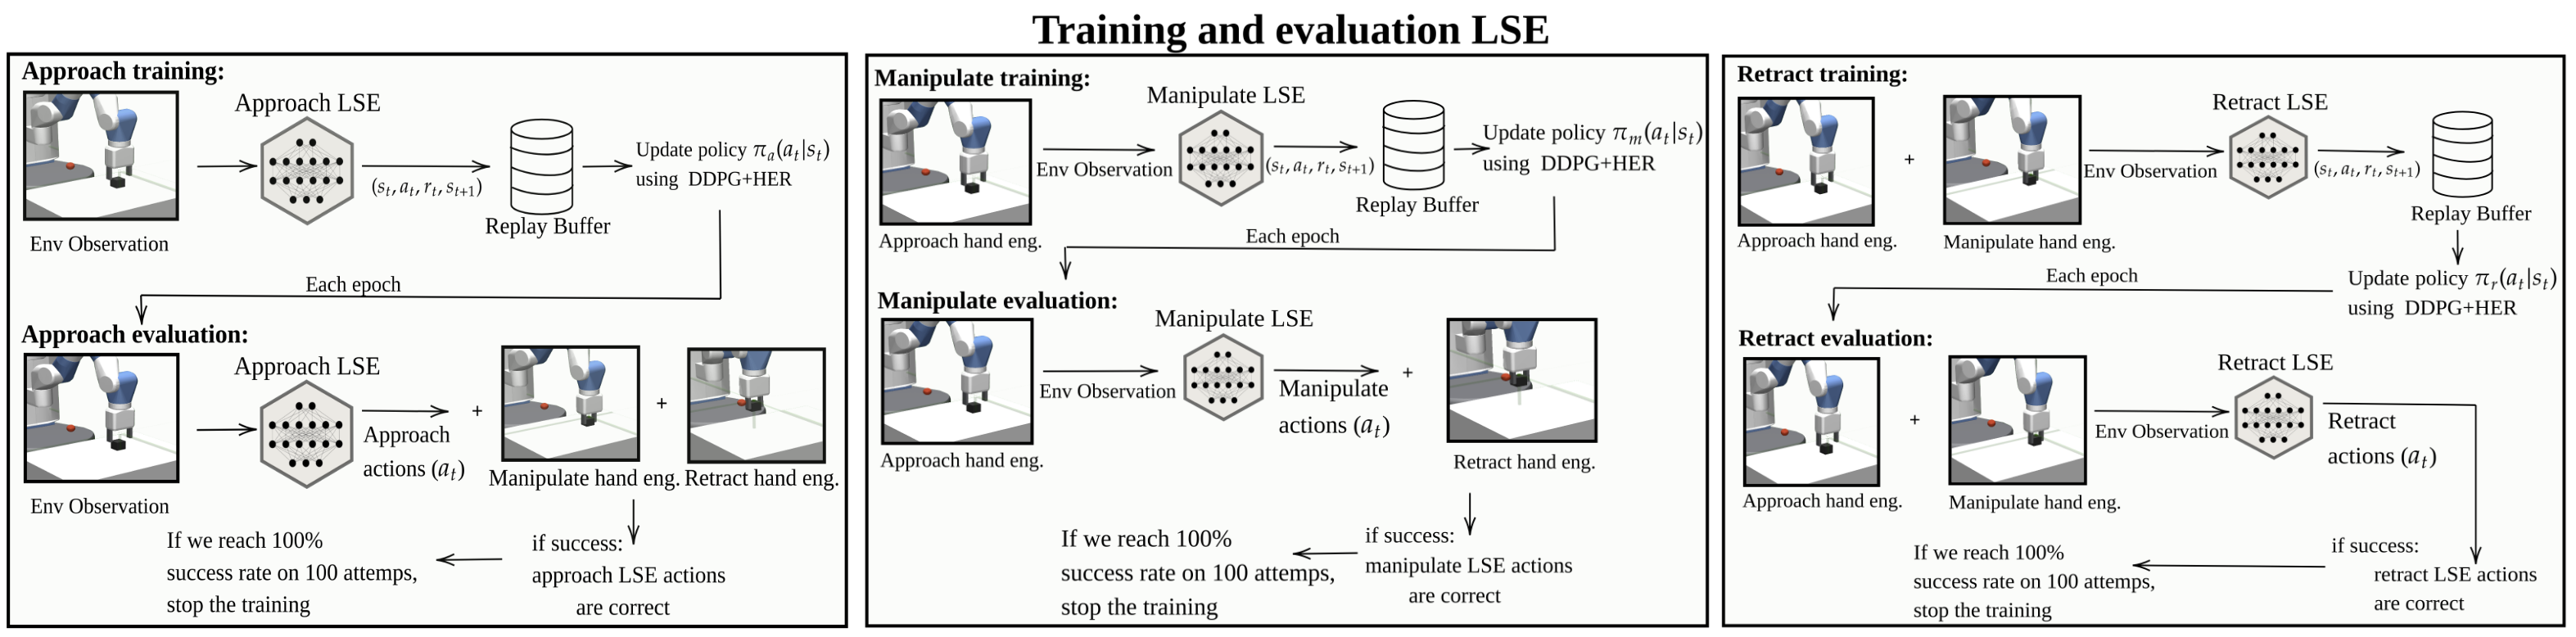 Training and evaluation LSE
Approach training:
Approach LSE
Env Observation
(s_t, a_t, r_t, s_{t+1})
Replay Buffer
Update policy π_a(a_t|s_t)
using DDPG+HER
Each epoch
Approach evaluation:
Approach LSE
Env Observation
Approach
actions (a_t)
+
Manipulate hand eng.
+
Retract hand eng.
if success:
approach LSE actions
are correct
If we reach 100%
success rate on 100 attemps,
stop the training
Manipulate training:
Approach hand eng.
Env Observation
Manipulate LSE
(s_t, a_t, r_t, s_{t+1})
Replay Buffer
Update policy π_m(a_t|s_t)
using DDPG+HER
Each epoch
Manipulate evaluation:
Approach hand eng.
Env Observation
Manipulate LSE
Manipulate
actions (a_t)
+
Retract hand eng.
if success:
manipulate LSE actions
are correct
If we reach 100%
success rate on 100 attemps,
stop the training
Retract training:
Approach hand eng.
+
Manipulate hand eng.
Env Observation
Retract LSE
(s_t, a_t, r_t, s_{t+1})
Replay Buffer
Update policy π_r(a_t|s_t)
using DDPG+HER
Each epoch
Retract evaluation:
Approach hand eng.
+
Manipulate hand eng.
Env Observation
Retract LSE
Retract
actions (a_t)
if success:
retract LSE actions
are correct
If we reach 100%
success rate on 100 attemps,
stop the training